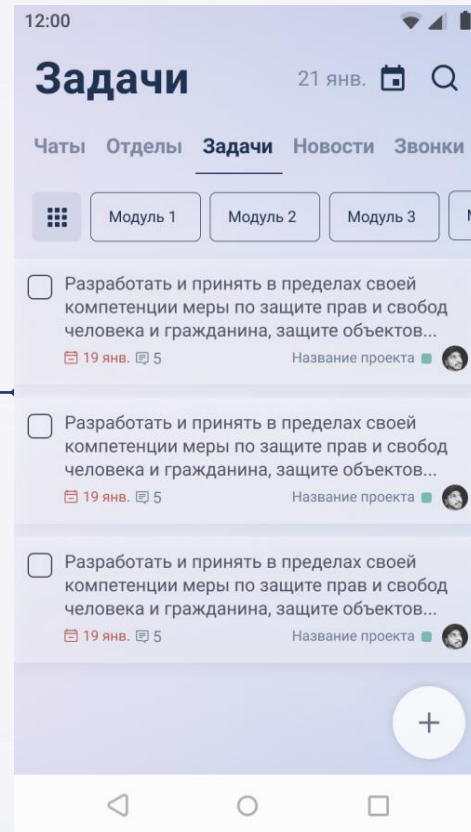 12:00
Задачи 21 янв.
Чаты Отделы Задачи Новости Звонки
Модуль 1 Модуль 2 Модуль 3
Разработать и принять в пределах своей
компетенции меры по защите прав и свобод
человека и гражданина, защите объектов...
19 янв. 5 Название проекта
Разработать и принять в пределах своей
компетенции меры по защите прав и свобод
человека и гражданина, защите объектов...
19 янв. 5 Название проекта
Разработать и принять в пределах своей
компетенции меры по защите прав и свобод
человека и гражданина, защите объектов...
19 янв. 5 Название проекта